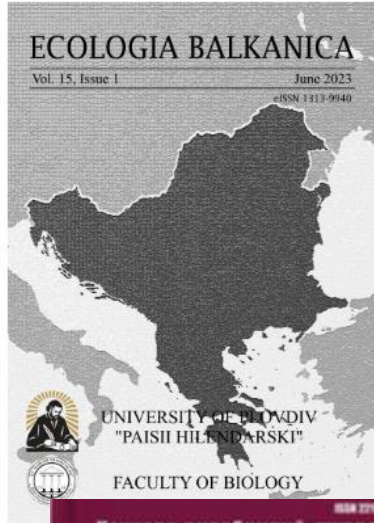 ECOLOGIA BALKANICA
Vol. 15, Issue 1 June 2023
eISSN 1313-9940
UNIVERSITY OF PLOVDIV
"PAISII HILENDARSKI"
FACULTY OF BIOLOGY
ISSN